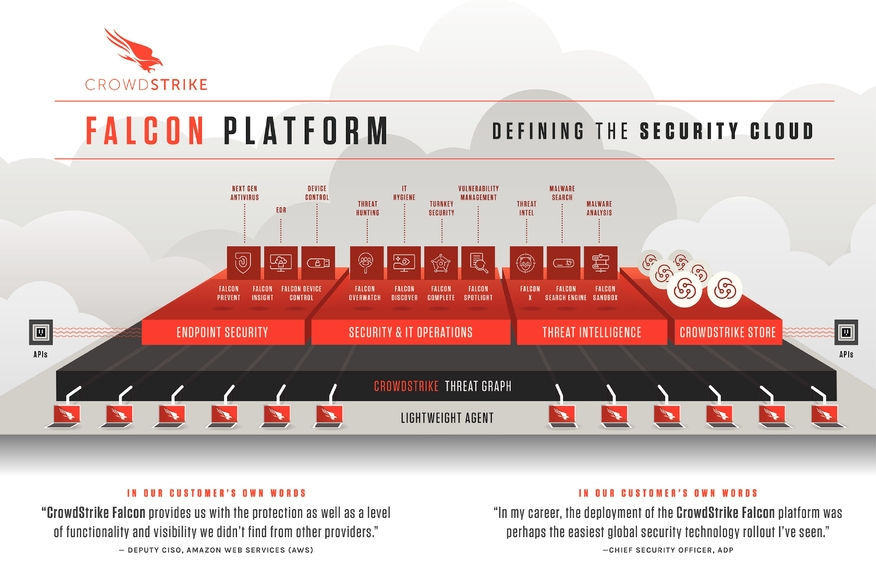 CROWDSTRIKE
FALCON PLATFORM
DEFINING THE SECURITY CLOUD
NEXT GEN
ANTIVIRUS
EDR
DEVICE
CONTROL
THREAT
HUNTING
IT
HYGIENE
TURNKEY
SECURITY
VULNERABILITY
MANAGEMENT
THREAT
INTEL
MALWARE
SEARCH
MALWARE
ANALYSIS
FALCON
PREVENT
FALCON
INSIGHT
FALCON DEVICE
CONTROL
FALCON
OVERWATCH
FALCON
DISCOVER
FALCON
COMPLETE
FALCON
SPOTLIGHT
FALCON
X
FALCON
SEARCH ENGINE
FALCON
SANDBOX
ENDPOINT SECURITY
SECURITY & IT OPERATIONS
THREAT INTELLIGENCE
CROWDSTRIKE STORE
APIs
APIs
CROWDSTRIKE THREAT GRAPH
LIGHTWEIGHT AGENT
IN OUR CUSTOMER'S OWN WORDS
“CrowdStrike Falcon provides us with the protection as well as a level
of functionality and visibility we didn't find from other providers.”
— DEPUTY CISO, AMAZON WEB SERVICES (AWS)
IN OUR CUSTOMER'S OWN WORDS
“In my career, the deployment of the CrowdStrike Falcon platform was
perhaps the easiest global security technology rollout I've seen.”
—CHIEF SECURITY OFFICER, ADP